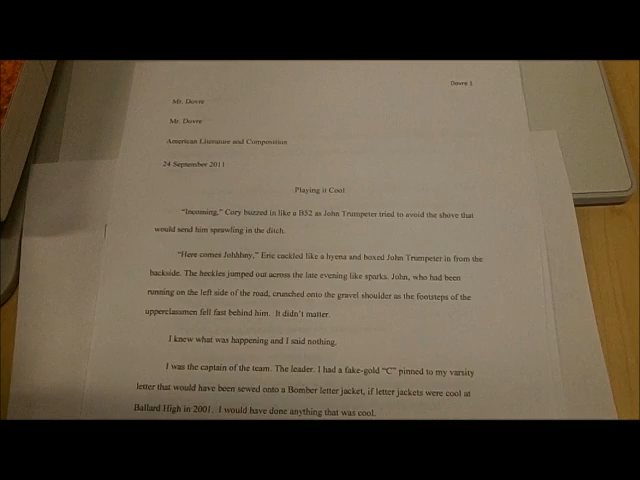 Dovre 1
Mr. Dovre
Mr. Dovre
American Literature and Composition
24 September 2011
Playing it Cool
"Incoming," Cory buzzed in like a B52 as John Trumpeter tried to avoid the shove that
would send him sprawling in the ditch.
"Here comes Johhhny," Eric cackled like a hyena and boxed John Trumpeter in from the
backside. The heckles jumped out across the late evening like sparks. John, who had been
running on the left side of the road, crunched onto the gravel shoulder as the footsteps of the
upperclassmen fell fast behind him. It didn't matter.
I knew what was happening and I said nothing.
I was the captain of the team. The leader. I had a fake-gold "C" pinned to my varsity
letter that would have been sewed onto a Bomber letter jacket, if letter jackets were cool at
Ballard High in 2001. I would have done anything that was cool.